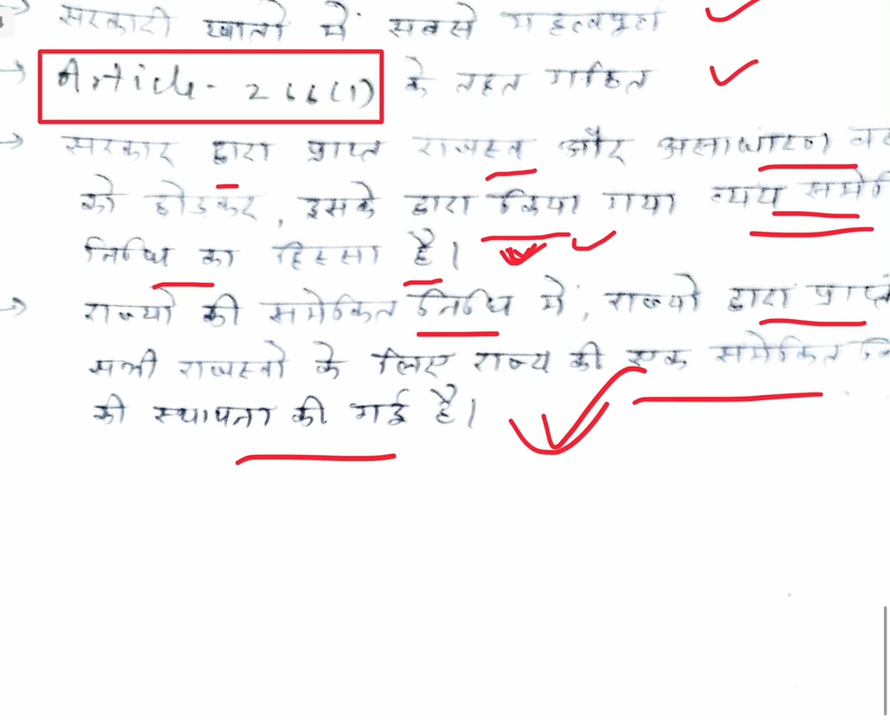 सरकारी खातो में सबसे महत्वपूर्ण
→ Article - 266(1) के तहत गठित
→ सरकार द्वारा प्राप्त राजस्व और असाधारण
को छोडकर, इसके द्वारा किया गया व्यय समेकि
निधि का हिस्सा है।
→ राज्यो की समेकित निधि में, राज्यो द्वारा प्राप्त
सभी राजस्वो के लिए राज्य की एक समेकित नि
की स्थापना की गई है।